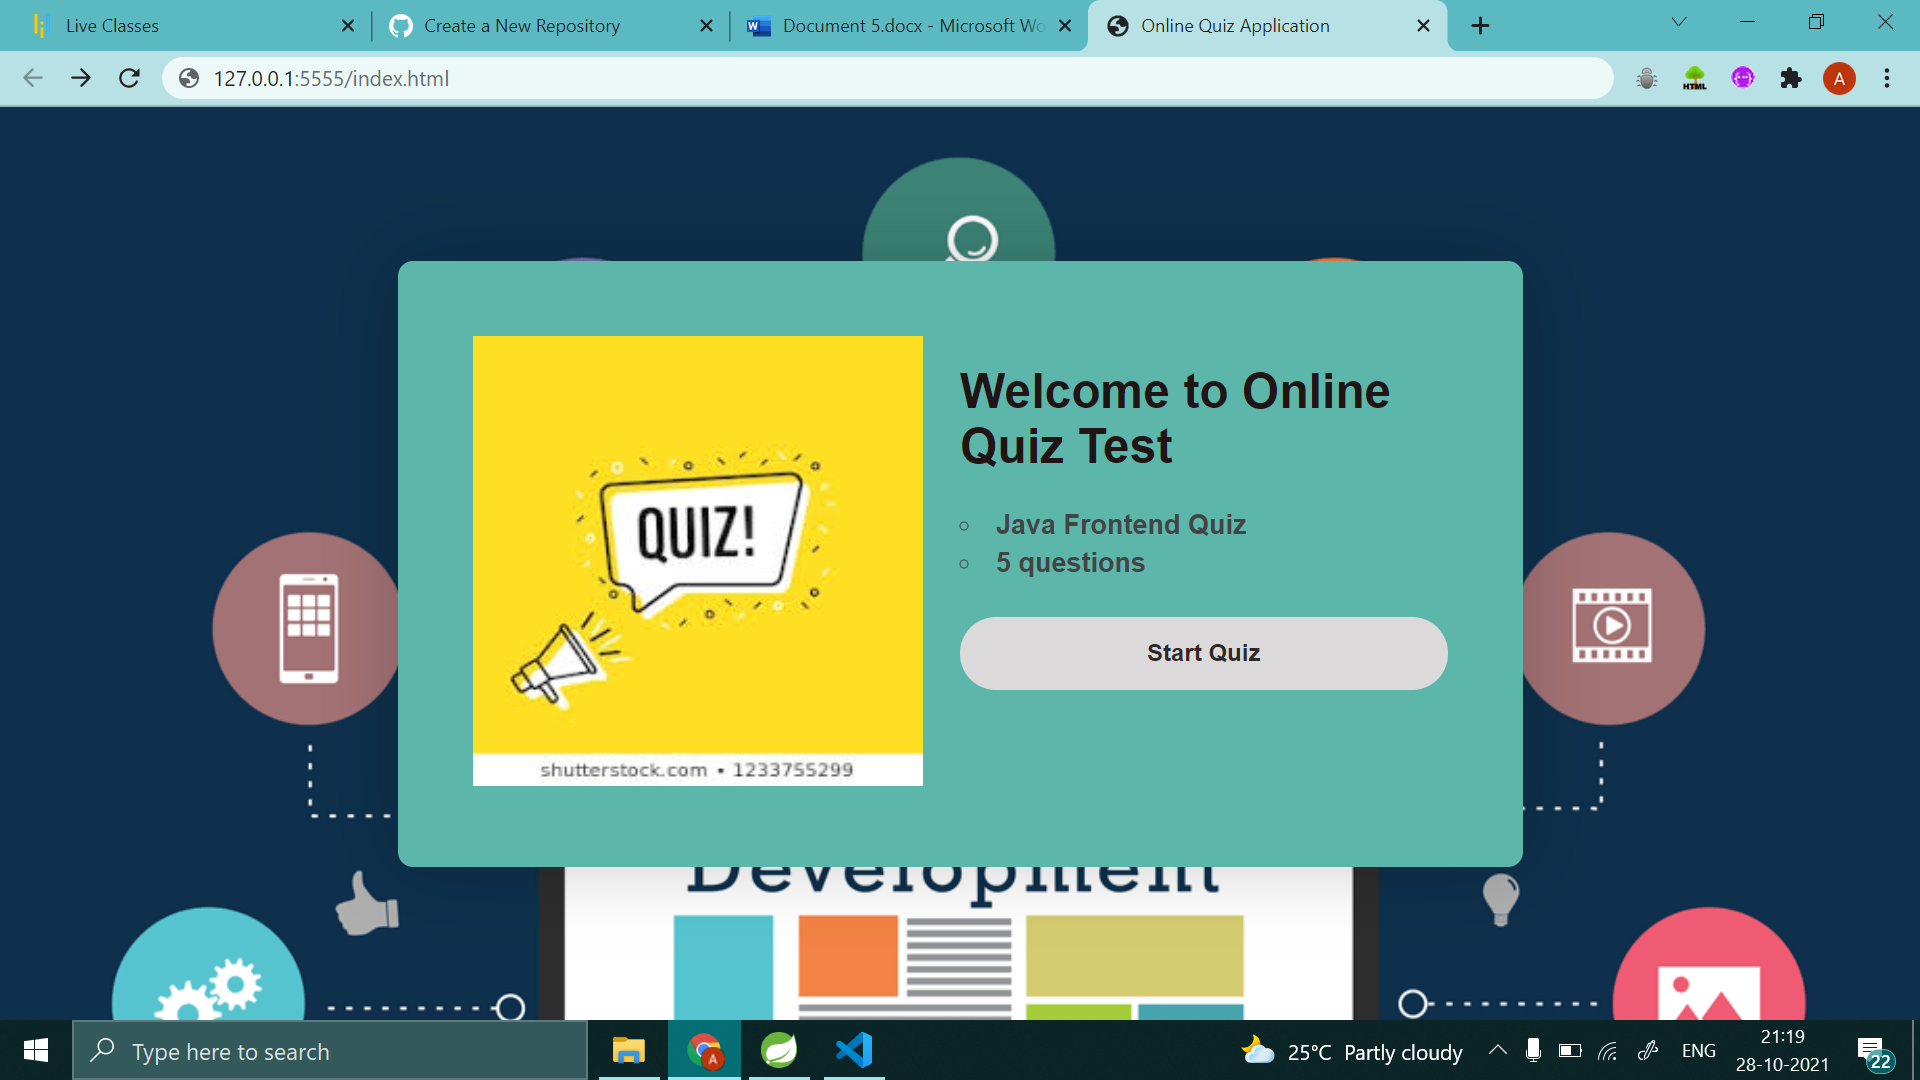 Live Classes
Create a New Repository
Document 5.docx - Microsoft Wo
Online Quiz Application
127.0.0.1:5555/index.html
HTML
A
Welcome to Online
Quiz Test
QUIZ!
Java Frontend Quiz
5 questions
Start Quiz
shutterstock.com • 1233755299
Development
Type here to search
A
25°C Partly cloudy
ENG
21:19
28-10-2021
22